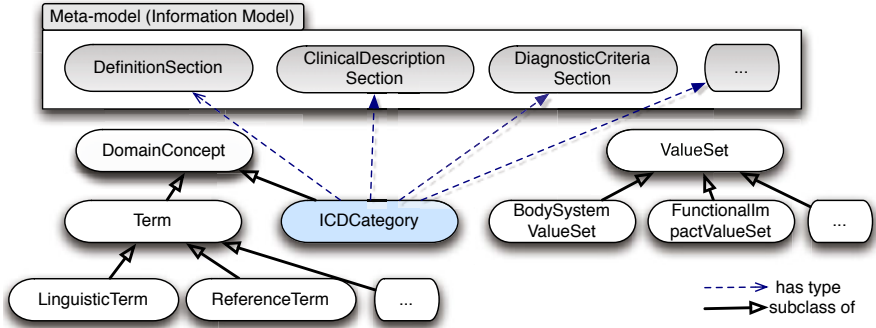 Meta-model (Information Model)
DefinitionSection
ClinicalDescription
Section
DiagnosticCriteria
Section
...
DomainConcept
ValueSet
Term
ICDCategory
BodySystem
ValueSet
FunctionalIm
pactValueSet
...
LinguisticTerm
ReferenceTerm
...
has type
subclass of